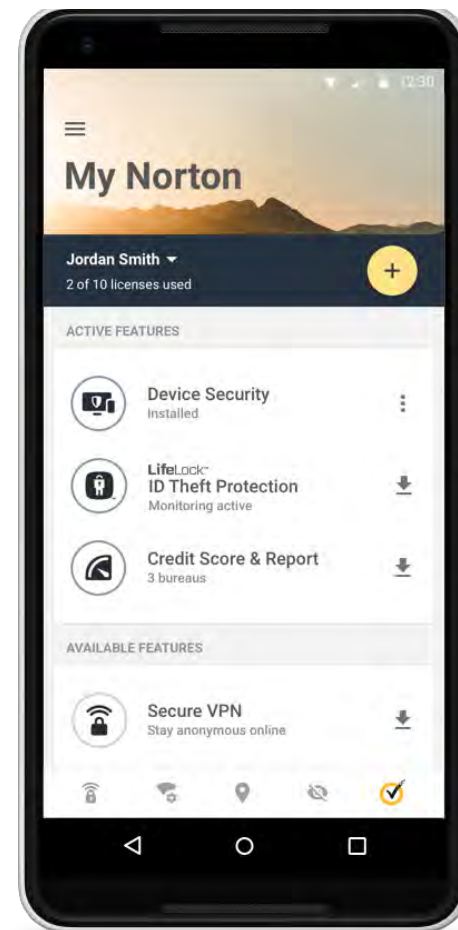 12:30
My Norton
Jordan Smith
2 of 10 licenses used
ACTIVE FEATURES
Device Security
Installed
LifeLock™
ID Theft Protection
Monitoring active
Credit Score & Report
3 bureaus
AVAILABLE FEATURES
Secure VPN
Stay anonymous online